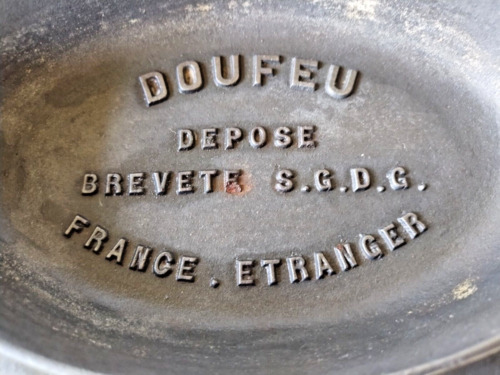 DOUFEU
DEPOSE
BREVETE S.G.D.G.
FRANCE . ETRANGER